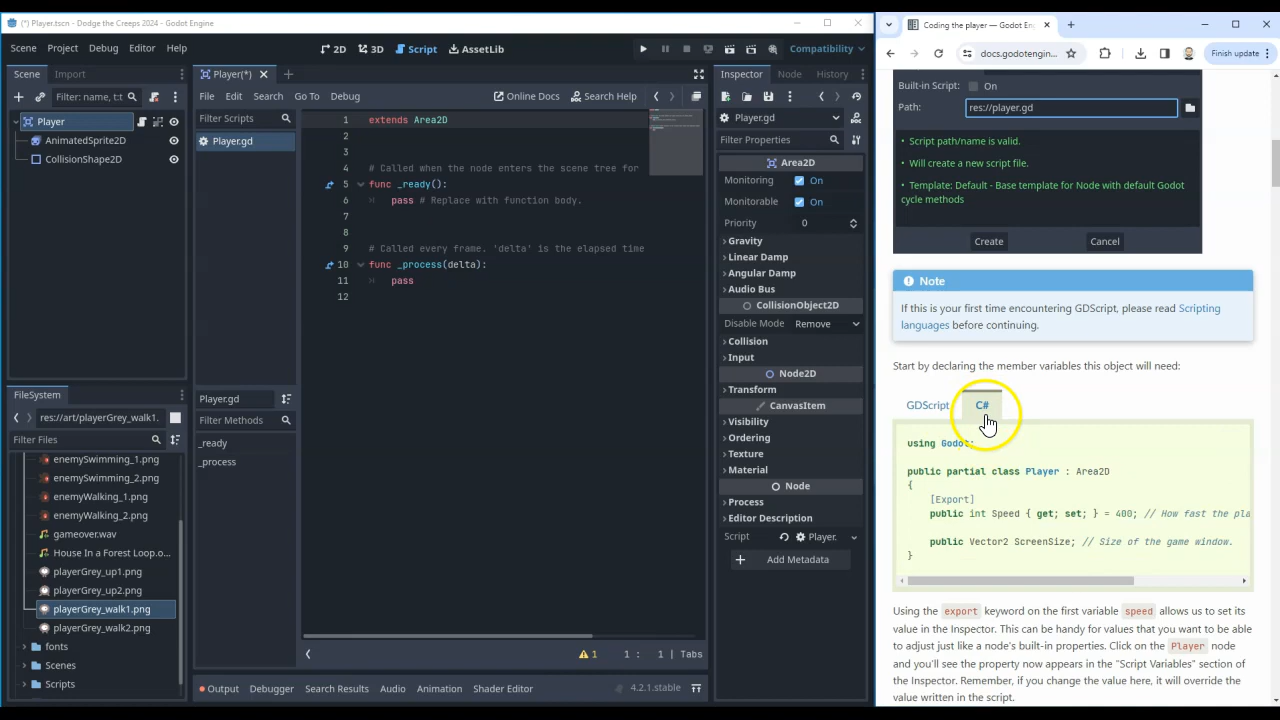 (*) Player.tscn - Dodge the Creeps 2024 - Godot Engine
Scene Project Debug Editor Help
2D 3D Script AssetLib
Compatibility
Scene Import
Filter: name, t:t
Player
AnimatedSprite2D
CollisionShape2D
FileSystem
res://art/playerGrey_walk1.
Filter Files
enemySwimming_1.png
enemySwimming_2.png
enemyWalking_1.png
enemyWalking_2.png
gameover.wav
House In a Forest Loop.o...
playerGrey_up1.png
playerGrey_up2.png
playerGrey_walk1.png
playerGrey_walk2.png
fonts
Scenes
Scripts
Player(*)
File Edit Search Go To Debug
Online Docs Search Help
Filter Scripts
Player.gd
Player.gd
Filter Methods
_ready
_process
1 extends Area2D
2
3
4 # Called when the node enters the scene tree for
5 func _ready():
6 pass # Replace with function body.
7
8
9 # Called every frame. 'delta' is the elapsed time
10 func _process(delta):
11 pass
12
1 1 : 1 | Tabs
Output Debugger Search Results Audio Animation Shader Editor 4.2.1.stable
Inspector Node History
Player.gd
Filter Properties
Area2D
Monitoring On
Monitorable On
Priority 0
Gravity
Linear Damp
Angular Damp
Audio Bus
CollisionObject2D
Disable Mode Remove
Collision
Input
Node2D
Transform
CanvasItem
Visibility
Ordering
Texture
Material
Node
Process
Editor Description
Script Player.
Add Metadata
Coding the player — Godot En
docs.godotengin...
Finish update
Built-in Script: On
Path: res://player.gd
• Script path/name is valid.
• Will create a new script file.
• Template: Default - Base template for Node with default Godot
cycle methods
Create Cancel
Note
If this is your first time encountering GDScript, please read Scripting
languages before continuing.
Start by declaring the member variables this object will need:
GDScript C#
using Godot;
public partial class Player : Area2D
{
[Export]
public int Speed { get; set; } = 400; // How fast the pla
public Vector2 ScreenSize; // Size of the game window.
}
Using the export keyword on the first variable speed allows us to set its
value in the Inspector. This can be handy for values that you want to be able
to adjust just like a node's built-in properties. Click on the Player node
and you'll see the property now appears in the "Script Variables" section of
the Inspector. Remember, if you change the value here, it will override the
value written in the script.